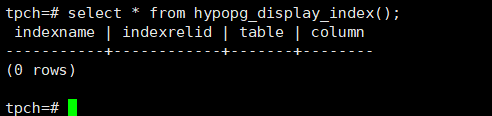 tpch=# select * from hypopg_display_index();
 indexname | indexrelid | table | column
-----------+------------+-------+--------
(0 rows)
tpch=#